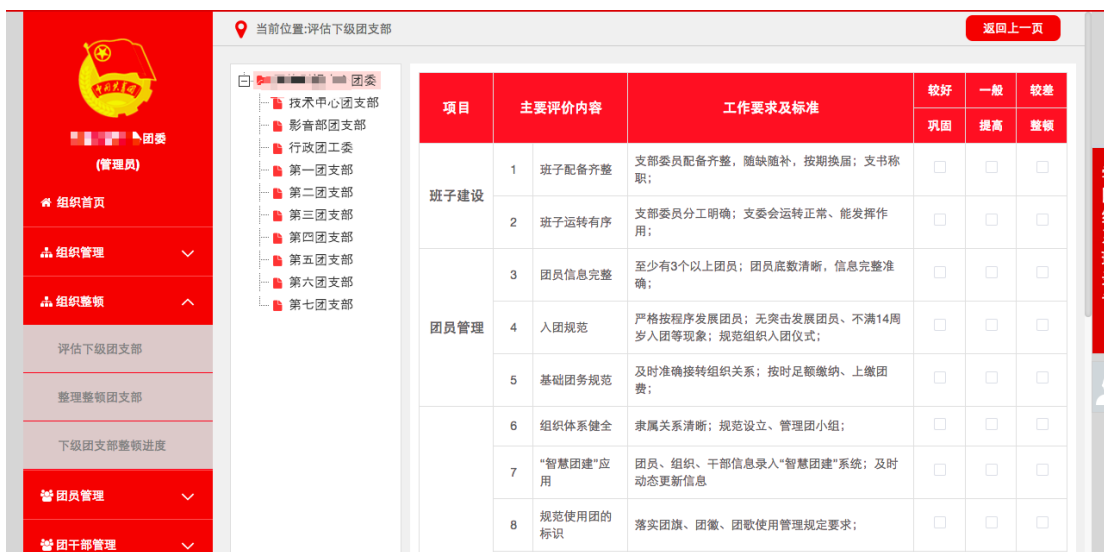 当前位置:评估下级团支部
返回上一页
中国共青团
团委
(管理员)
组织首页
组织管理
组织整顿
评估下级团支部
整理整顿团支部
下级团支部整顿进度
团员管理
团干部管理
团委
技术中心团支部
影音部团支部
行政团工委
第一团支部
第二团支部
第三团支部
第四团支部
第五团支部
第六团支部
第七团支部
项目 主要评价内容 工作要求及标准 较好 一般 较差
巩固 提高 整顿
班子建设
1 班子配备齐整 支部委员配备齐整，随缺随补，按期换届；支书称
职；
2 班子运转有序 支部委员分工明确；支委会运转正常、能发挥作
用；
团员管理
3 团员信息完整 至少有3个以上团员；团员底数清晰，信息完整准
确；
4 入团规范 严格按程序发展团员；无突击发展团员、不满14周
岁入团等现象；规范组织入团仪式；
5 基础团务规范 及时准确接转组织关系；按时足额缴纳、上缴团
费；
6 组织体系健全 隶属关系清晰；规范设立、管理团小组；
7 "智慧团建"应
用
团员、组织、干部信息录入"智慧团建"系统；及时
动态更新信息
8 规范使用团的
标识
落实团旗、团徽、团歌使用管理规定要求；